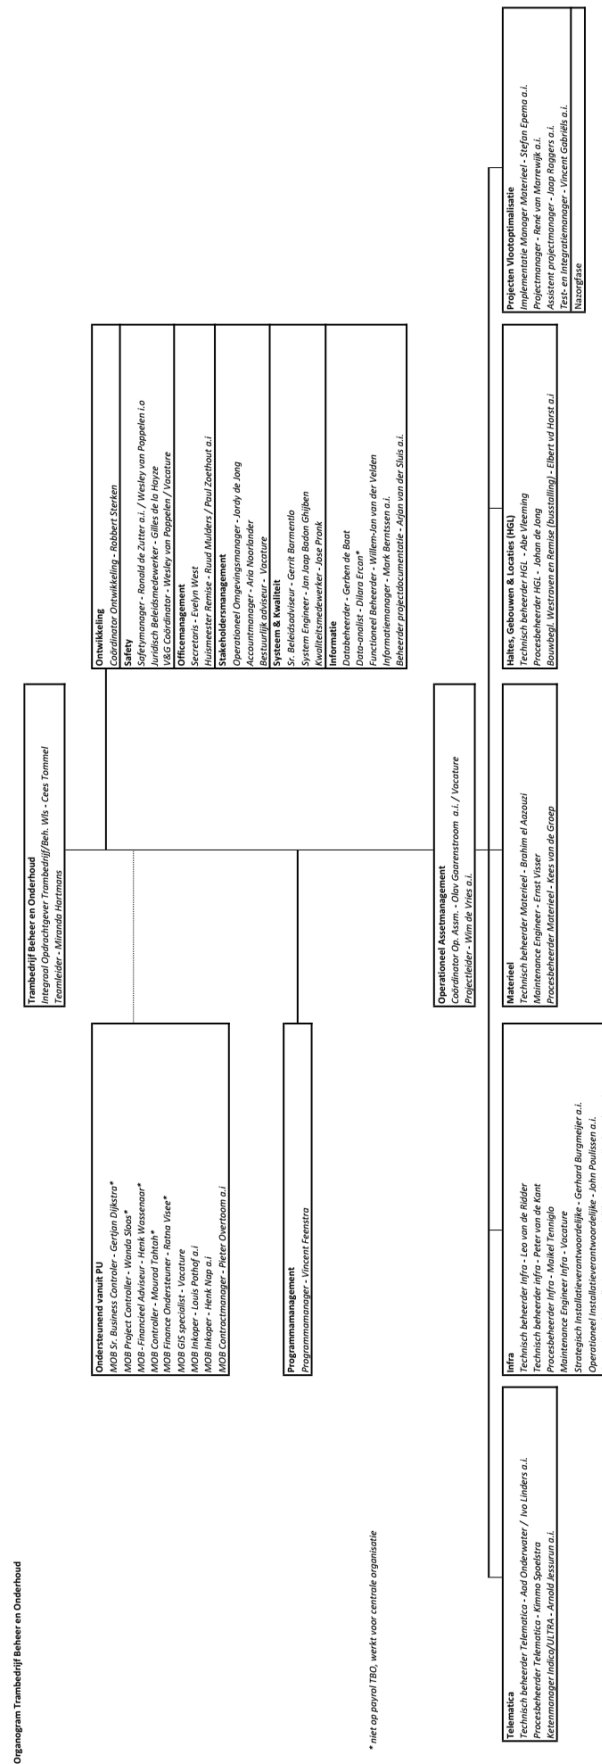 Organogram Trambedrijf Beheer en Onderhoud
Trambedrijf Beheer en Onderhoud
Integraal Opdrachtgever Trambedrijf/Beh. Wls - Cees Tommel
Teamleider - Miranda Hartmans
Ondersteunend vanuit PU
MOB Sr. Business Controler - Gertjan Dijkstra*
MOB Project Controller - Wanda Sloos*
MOB - Financieel Adviseur - Henk Wassenaar*
MOB Controller - Mourad Tahtah*
MOB Finance Ondersteuner - Ratna Visee*
MOB GIS specialist - Vacature
MOB Inkoper - Louis Pothof a.i
MOB Inkoper - Henk Nap a.i
MOB Contractmanager - Pieter Overtoom a.i
Ontwikkeling
Coördinator Ontwikkeling - Robbert Sterken
Safety
Safetymanager - Ronald de Zutter a.i. / Wesley van Poppelen i.o
Juridisch Beleidsmedewerker - Gilles de la Hayze
V&G Coördinator - Wesley van Poppelen / Vacature
Officemanagement
Secretaris - Evelyn West
Huismeester Remise - Ruud Mulders / Paul Zoethout a.i
Stakeholdersmanagement
Operationeel Omgevingsmanager - Jordy de Jong
Accountmanager - Aria Noorlander
Bestuurlijk adviseur - Vacature
Systeem & Kwaliteit
Sr. Beleidsadviseur - Gerrit Barmentlo
System Engineer - Jan Jaap Badon Ghijben
Kwaliteitsmedewerker - Jose Pronk
Informatie
Databeheerder - Gerben de Boot
Data-analist - Dilara Ercan*
Functioneel Beheerder - Willem-Jan van der Velden
Informatiemanager - Mark Berntssen a.i.
Beheerder projectdocumentatie - Arjan van der Sluis a.i.
Programmamanagement
Programmamanager - Vincent Feenstra
* niet op payrol TBO, werkt voor centrale organisatie
Operationeel Assetmanagement
Coördinator Op. Assm. - Olav Gaarenstroom a.i. / Vacature
Projectleider - Wim de Vries a.i.
Telematica
Technisch beheerder Telematica - Aad Onderwater / Ivo Linders a.i.
Procesbeheerder Telematica - Kimmo Spoelstra
Ketenmanager Indico/ULTRA - Arnold Jessurun a.i.
Infra
Technisch beheerder Infra - Leo van de Ridder
Technisch beheerder infra - Peter van de Kant
Procesbeheerder Infra - Maikel Tenniglo
Maintenance Engineer Infra - Vacature
Strategisch Installatieverantwoordelijke - Gerhard Burgmeijer a.i.
Operationeel Installatieverantwoordelijke - John Paulissen a.i.
Materieel
Technisch beheerder Materieel - Brahim el Aazouzi
Maintenance Engineer - Ernst Visser
Procesbeheerder Materieel - Kees van de Groep
Haltes, Gebouwen & Locaties (HGL)
Technisch beheerder HGL - Abe Vleeming
Procesbeheerder HGL - Johan de Jong
Bouwbegl. Westraven en Remise (busstalling) - Elbert vd Horst a.i
Projecten Vlootoptimalisatie
Implementatie Manager Materieel - Stefan Epema a.i.
Projectmanager - René van Marrewijk a.i.
Assistent projectmanager - Jaap Raggers a.i.
Test- en Integratiemanager - Vincent Gabriëls a.i.
Nazorgfase